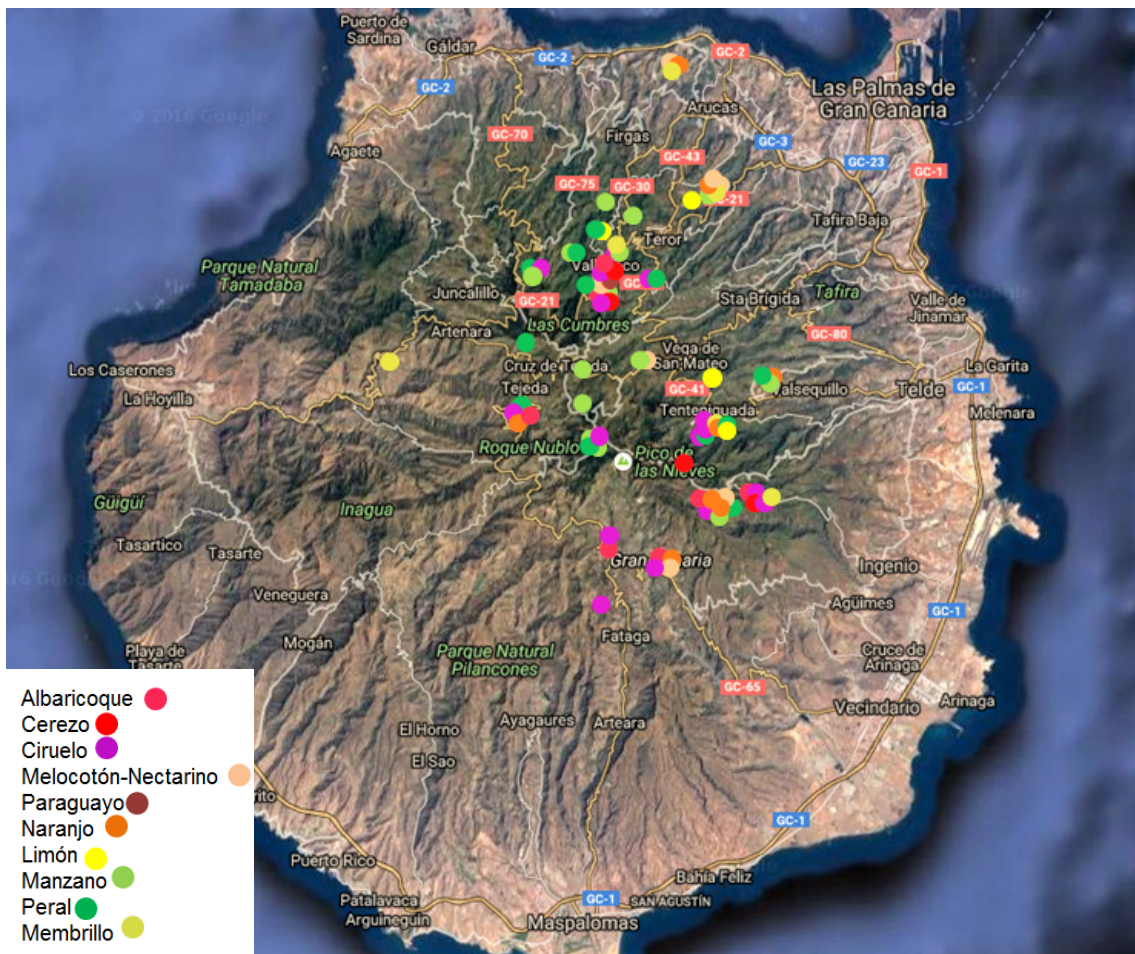 Puerto de
Sardina
Gáldar
GC-2
GC-2
GC-2
Las Palmas de
Gran Canaria
© 2016 Google
Arucas
GC-70
Firgas
GC-3
Agaete
GC-43
GC-23
GC-1
GC-75
GC-30
GC-21
Tafira Baja
Teror
Parque Natural
Tamadaba
Juncalillo
GC-21
Sta Brígida
Tafira
Valle de
Jinamar
Artenara
Las Cumbres
GC-80
Los Caserones
Cruz de Tejeda
Vega de
San Mateo
La Garita
La Hoyilla
Tejeda
GC-41
Valsequillo
Telde
GC-1
Tenteniguada
Melenara
Roque Nublo
Pico de
las Nieves
Güigüí
Inagua
Tasartico
Tasarte
Gran Canaria
Ingenio
Veneguera
Agüimes
GC-1
Mogán
Fataga
Playa de
Tasarte
Parque Natural
Pilancones
Cruce de
Arinaga
GC-65
Arinaga
Vecindario
El Horno
Ayagaures
Arteara
El Sao
GC-1
Puerto Rico
Bahía Feliz
Patalavaca
GC-1
SAN AGUSTÍN
Arguineguín
Maspalomas
Albaricoque
Cerezo
Ciruelo
Melocotón-Nectarino
Paraguayo
Naranjo
Limón
Manzano
Peral
Membrillo